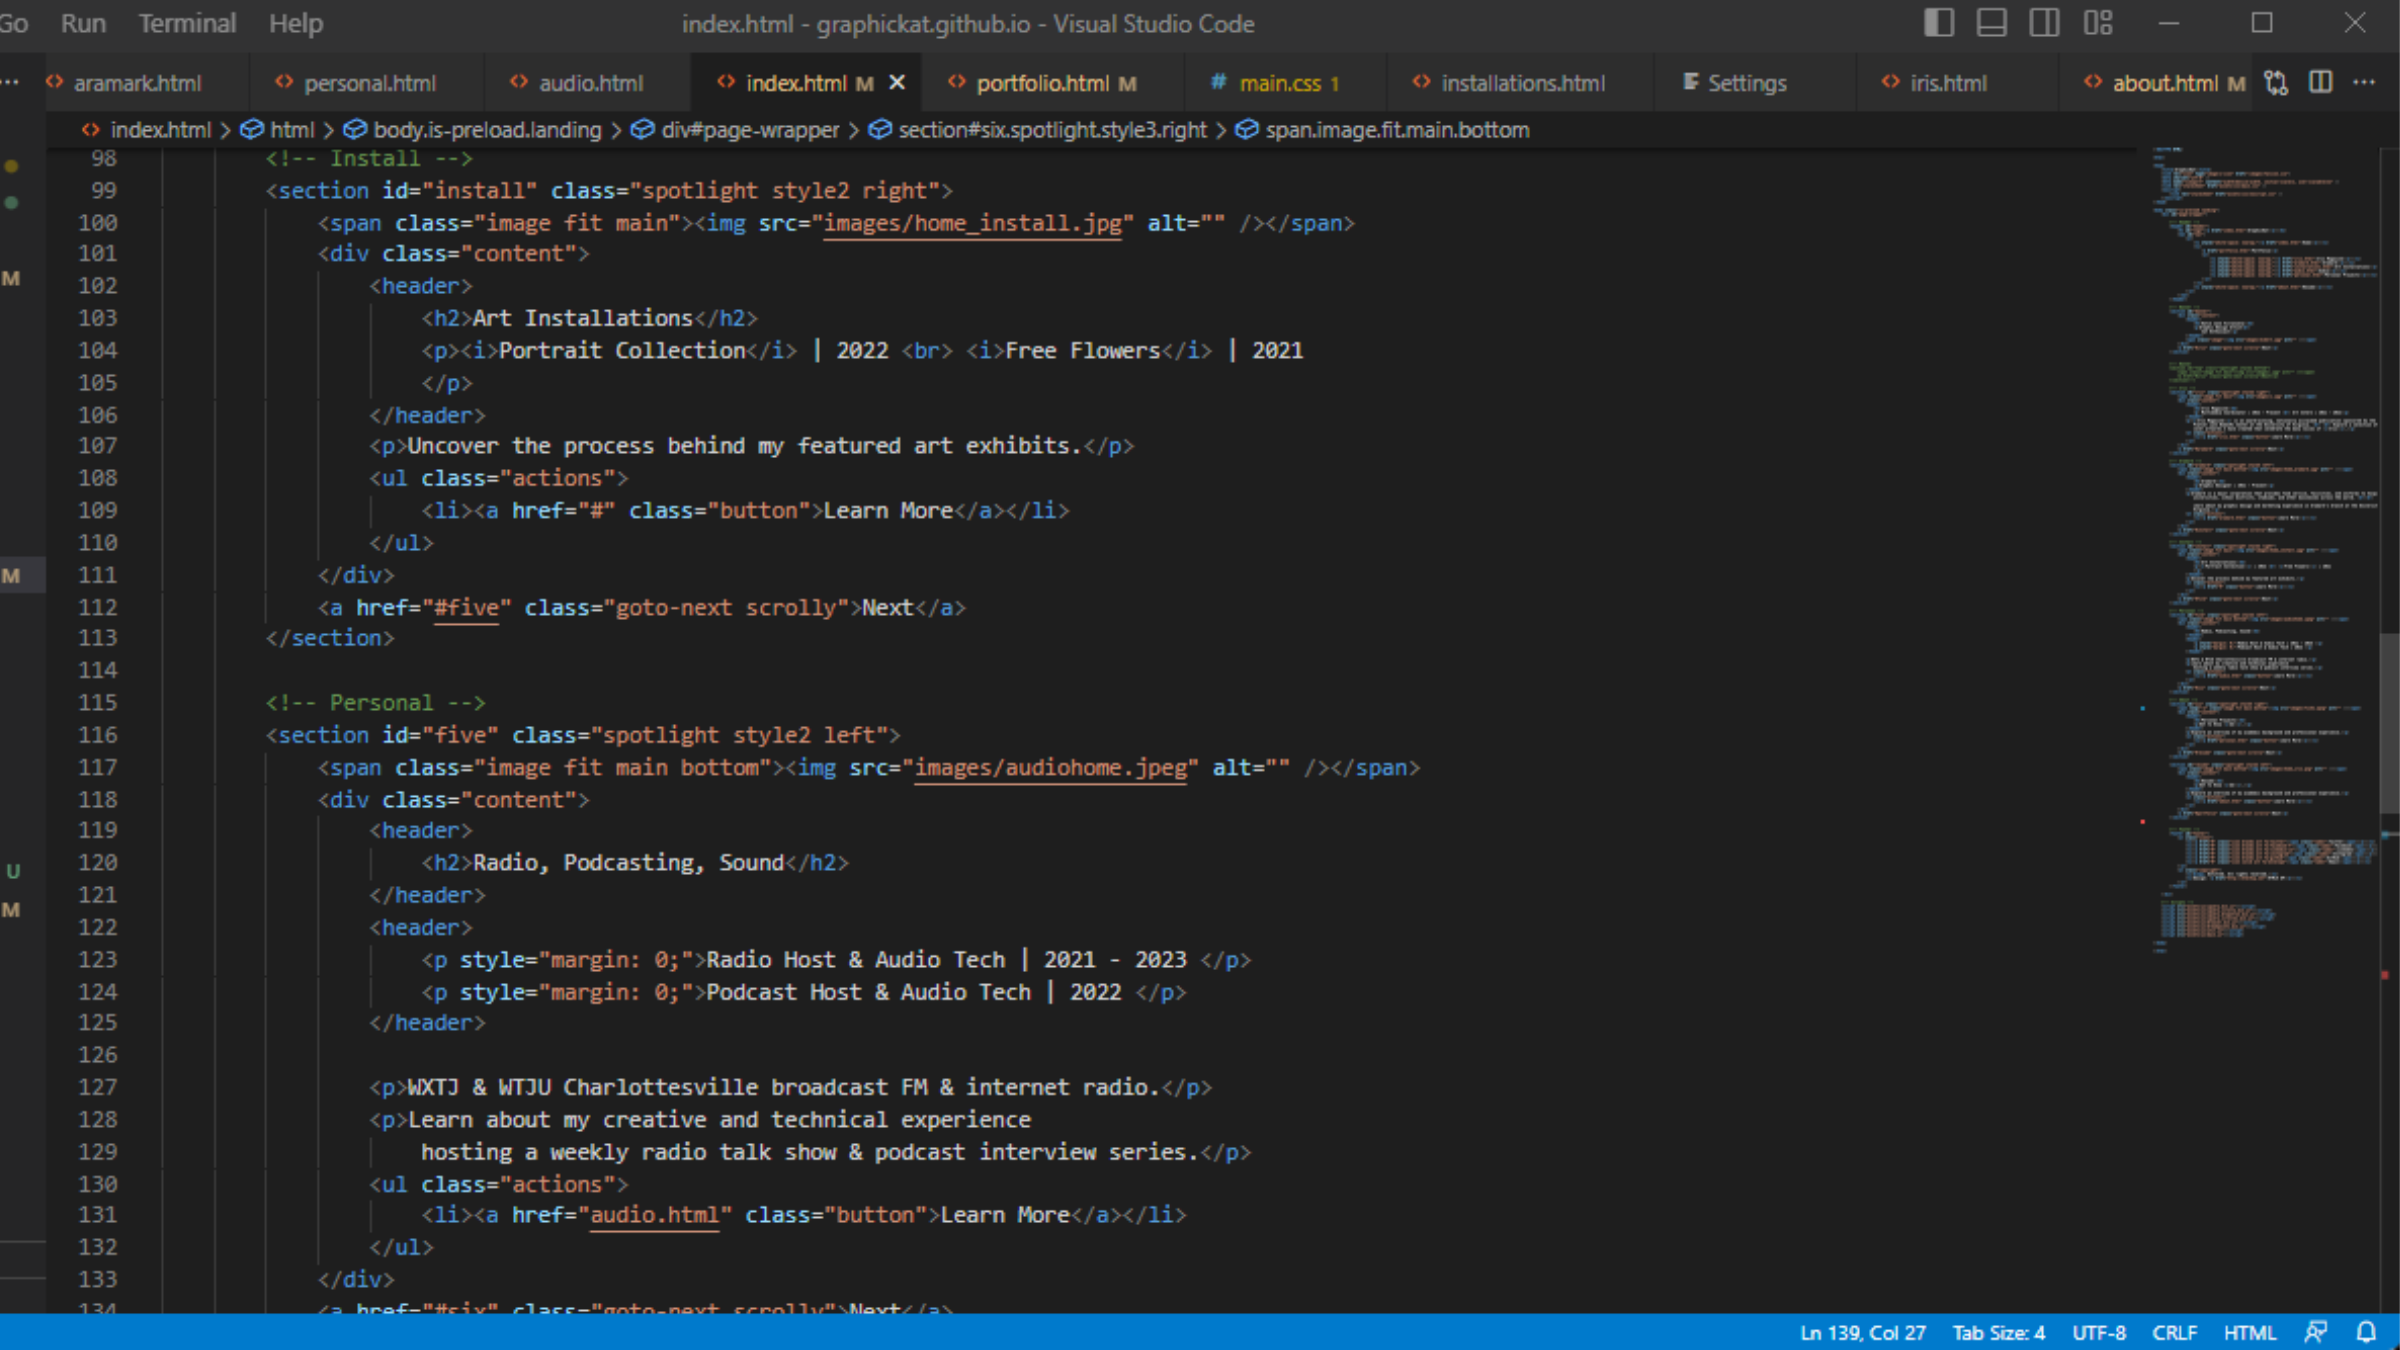 Go Run Terminal Help index.html - graphickat.github.io - Visual Studio Code
aramark.html personal.html audio.html index.html M portfolio.html M # main.css 1 installations.html Settings iris.html about.html M
index.html > html > body.is-preload.landing > div#page-wrapper > section#six.spotlight.style3.right > span.image.fit.main.bottom
98 <!-- Install -->
99 <section id="install" class="spotlight style2 right">
100 <span class="image fit main"><img src="images/home_install.jpg" alt="" /></span>
101 <div class="content">
102 <header>
103 <h2>Art Installations</h2>
104 <p><i>Portrait Collection</i> | 2022 <br> <i>Free Flowers</i> | 2021
105 </p>
106 </header>
107 <p>Uncover the process behind my featured art exhibits.</p>
108 <ul class="actions">
109 <li><a href="#" class="button">Learn More</a></li>
110 </ul>
111 </div>
112 <a href="#five" class="goto-next scrolly">Next</a>
113 </section>
114
115 <!-- Personal -->
116 <section id="five" class="spotlight style2 left">
117 <span class="image fit main bottom"><img src="images/audiohome.jpeg" alt="" /></span>
118 <div class="content">
119 <header>
120 <h2>Radio, Podcasting, Sound</h2>
121 </header>
122 <header>
123 <p style="margin: 0;">Radio Host & Audio Tech | 2021 - 2023 </p>
124 <p style="margin: 0;">Podcast Host & Audio Tech | 2022 </p>
125 </header>
126
127 <p>WXTJ & WTJU Charlottesville broadcast FM & internet radio.</p>
128 <p>Learn about my creative and technical experience
129 hosting a weekly radio talk show & podcast interview series.</p>
130 <ul class="actions">
131 <li><a href="audio.html" class="button">Learn More</a></li>
132 </ul>
133 </div>
134 <a href="#six" class="goto-next scrolly">Next</a>
M
M
U
M
Ln 139, Col 27 Tab Size: 4 UTF-8 CRLF HTML